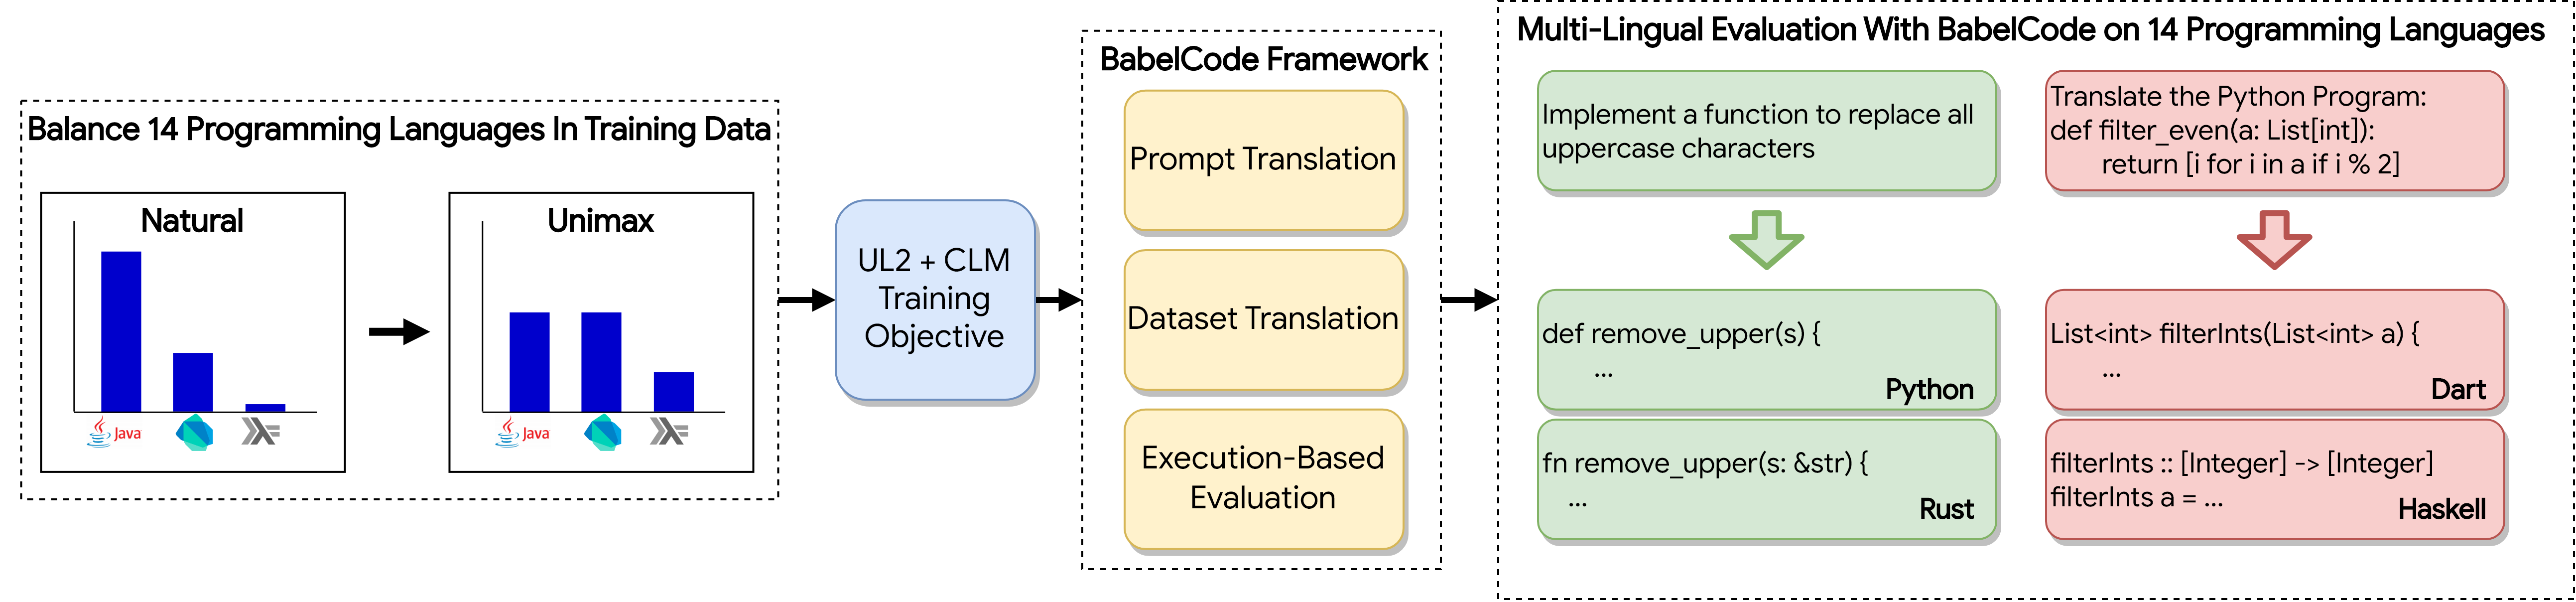 Balance 14 Programming Languages In Training Data
Natural
Java
Unimax
Java
UL2 + CLM
Training
Objective
BabelCode Framework
Prompt Translation
Dataset Translation
Execution-Based
Evaluation
Multi-Lingual Evaluation With BabelCode on 14 Programming Languages
Implement a function to replace all
uppercase characters
def remove_upper(s) {
...
Python
fn remove_upper(s: &str) {
...
Rust
Translate the Python Program:
def filter_even(a: List[int]):
return [i for i in a if i % 2]
List<int> filterInts(List<int> a) {
...
Dart
filterInts :: [Integer] -> [Integer]
filterInts a = ...
Haskell